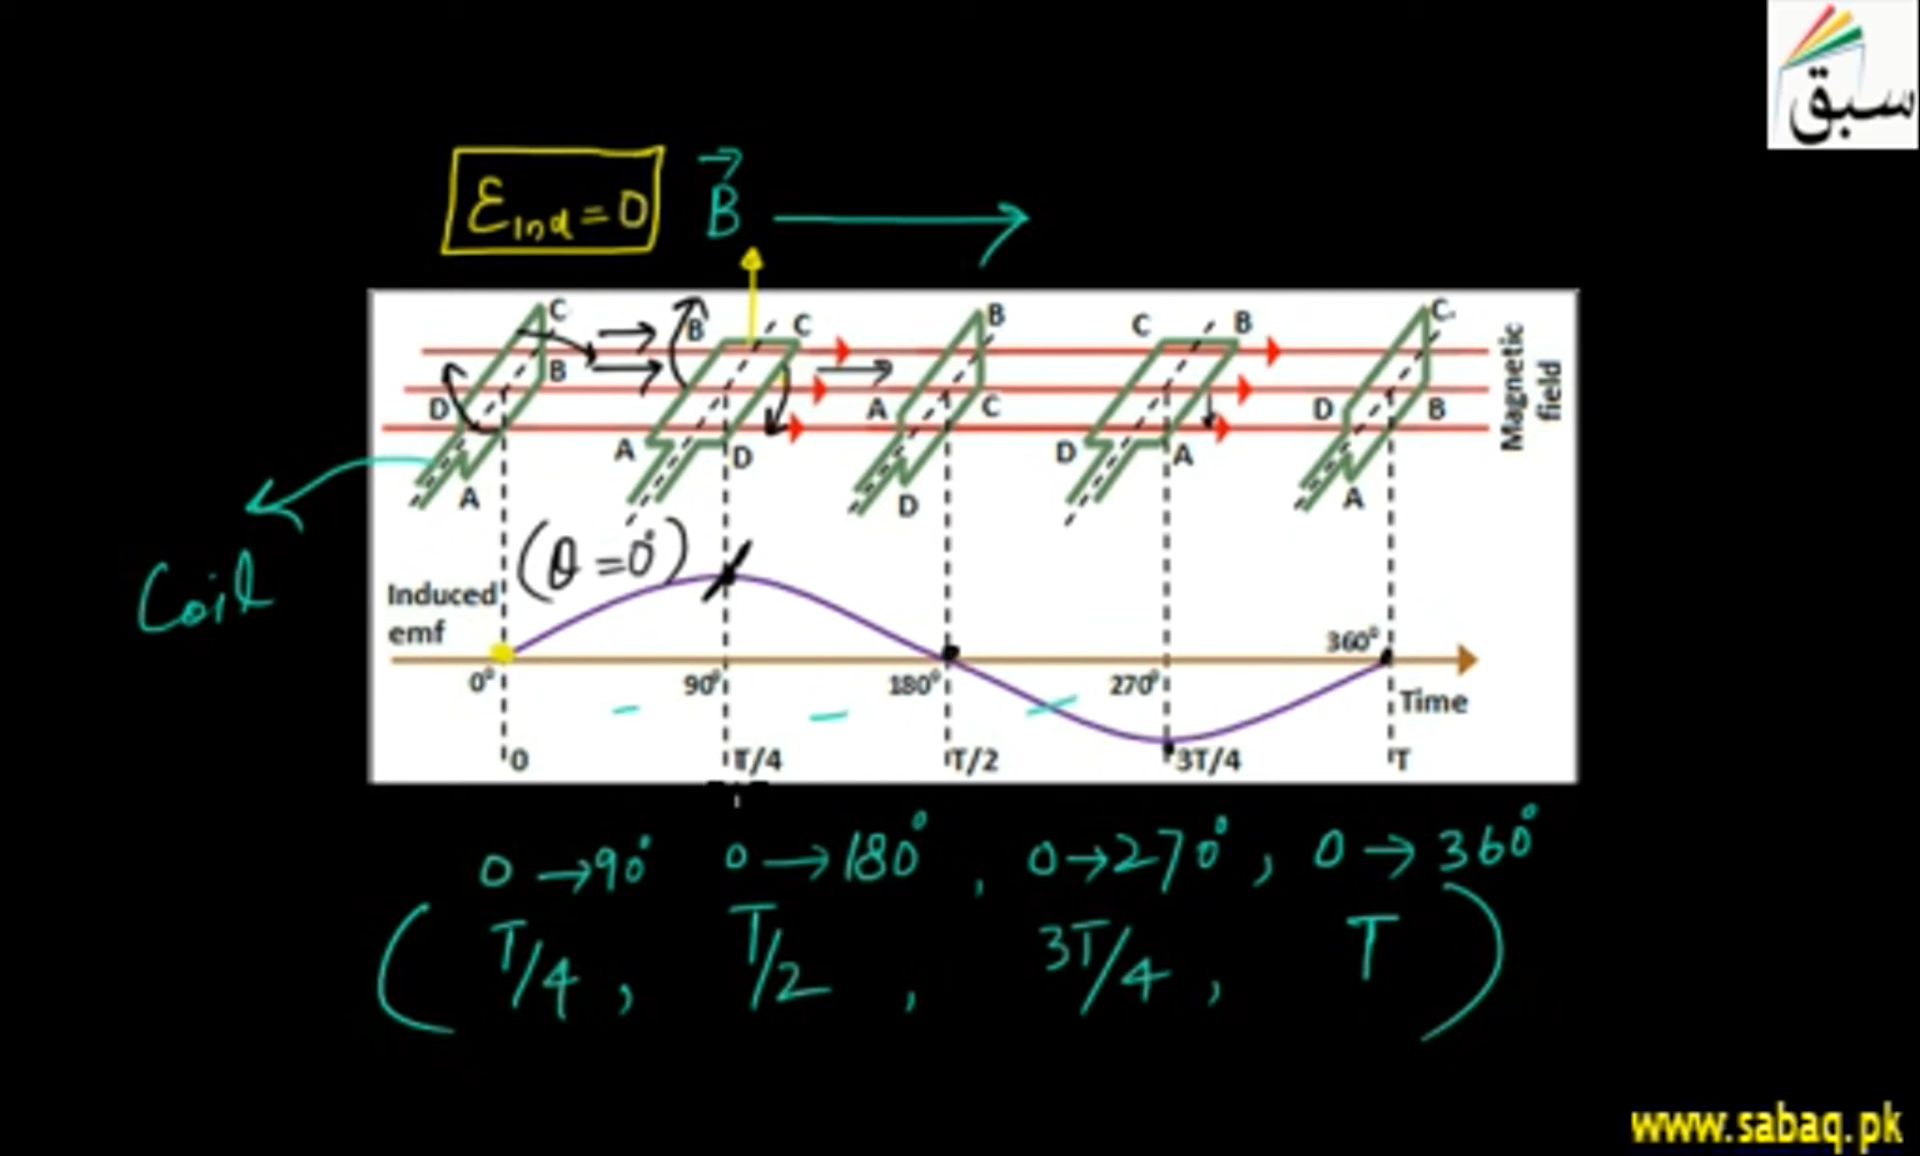 سبق
Ɛind = 0 B
C B C B C B C.
B Magnetic field
D A C D B
A D D A
A D A
Coil
(θ = 0°)
Induced
emf
360°
0° 90° 180° 270°
Time
0 T/4 T/2 3T/4 T
0 → 90° 0 → 180° , 0 → 270° , 0 → 360°
( T/4 , T/2 , 3T/4 , T )
www.sabaq.pk